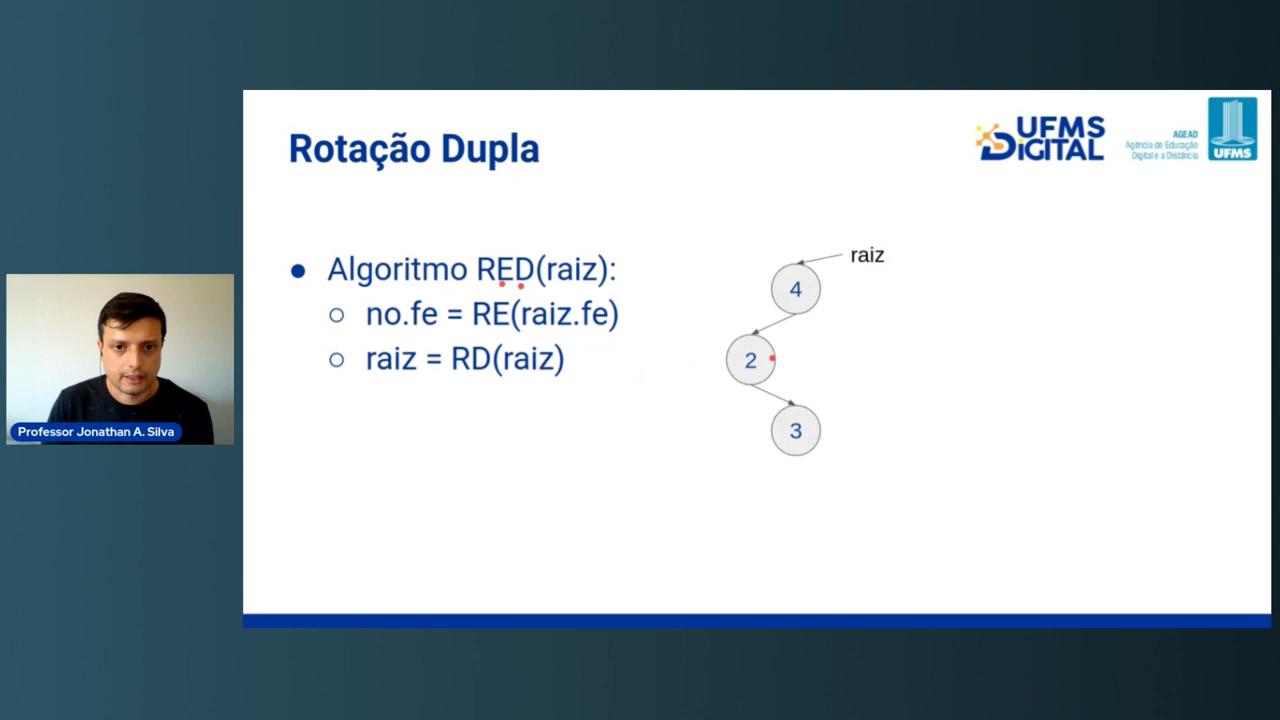 Rotação Dupla
UFMS
DIGITAL
AGEAD
Agência de Educação
Digital e a Distância
UFMS
● Algoritmo RED(raiz):
○ no.fe = RE(raiz.fe)
○ raiz = RD(raiz)
raiz
4
2
3
Professor Jonathan A. Silva